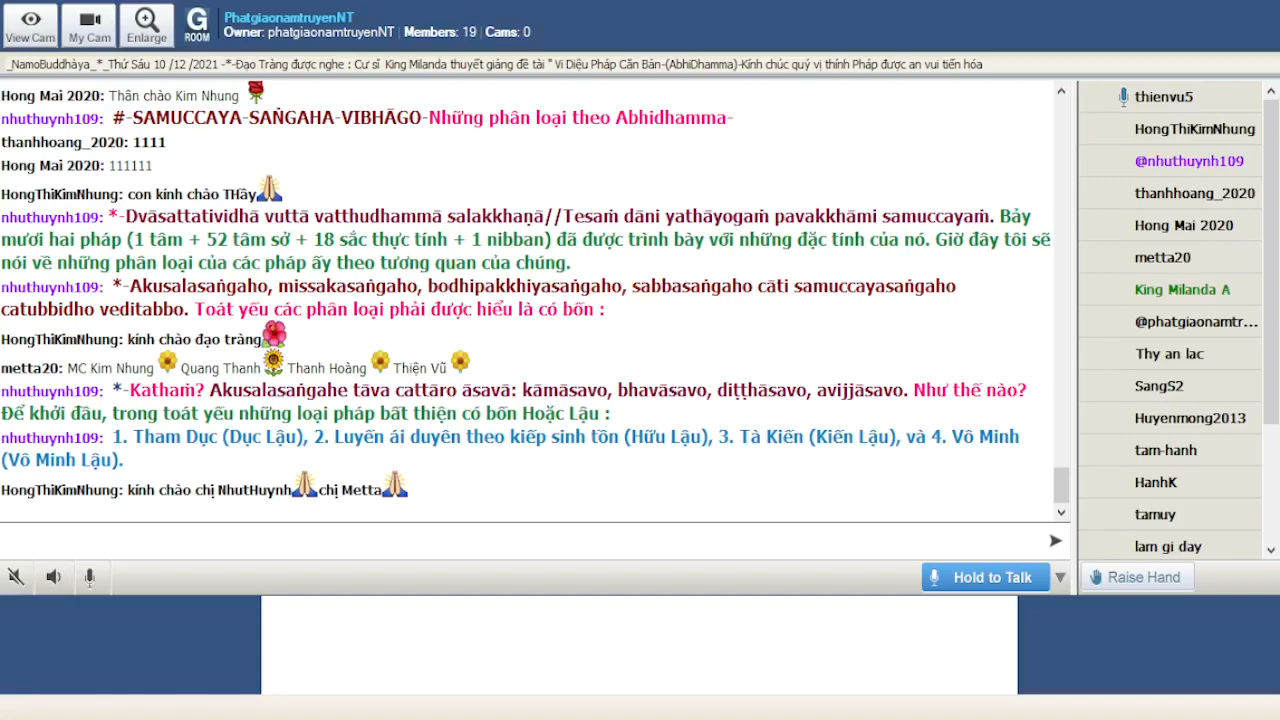 View Cam
My Cam
Enlarge
G
ROOM
PhatgiaonamtruyenNT
Owner: phatgiaonamtruyenNT | Members: 19 | Cams: 0
_NamoBuddhàya_*_Thứ Sáu 10 /12 /2021 -*-Đạo Tràng được nghe : Cư sĩ King Milanda thuyết giảng đề tài " Vi Diệu Pháp Căn Bản-(AbhiDhamma)-Kính chúc quý vị thính Pháp được an vui tiến hóa
Hong Mai 2020: Thân chào Kim Nhung
nhuthuynh109: #-SAMUCCAYA-SAṄGAHA-VIBHĀGO-Những phân loại theo Abhidhamma-
thanhhoang_2020: 1111
Hong Mai 2020: 111111
HongThiKimNhung: con kính chào THầy
nhuthuynh109: *-Dvāsattatividhā vuttā vatthudhammā salakkhaṇā//Tesaṁ dāni yathāyogaṁ pavakkhāmi samuccayaṁ. Bảy
mươi hai pháp (1 tâm + 52 tâm sở + 18 sắc thực tính + 1 nibban) đã được trình bày với những đặc tính của nó. Giờ đây tôi sẽ
nói về những phân loại của các pháp ấy theo tương quan của chúng.
nhuthuynh109: *-Akusalasaṅgaho, missakasaṅgaho, bodhipakkhiyasaṅgaho, sabbasaṅgaho cāti samuccayasaṅgaho
catubbidho veditabbo. Toát yếu các phân loại phải được hiểu là có bốn :
HongThiKimNhung: kính chào đạo tràng
metta20: MC Kim Nhung Quang Thanh Thanh Hoàng Thiện Vũ
nhuthuynh109: *-Kathaṁ? Akusalasaṅgahe tāva cattāro āsavā: kāmāsavo, bhavāsavo, diṭṭhāsavo, avijjāsavo. Như thế nào?
Để khởi đầu, trong toát yếu những loại pháp bất thiện có bốn Hoặc Lậu :
nhuthuynh109: 1. Tham Dục (Dục Lậu), 2. Luyến ái duyên theo kiếp sinh tồn (Hữu Lậu), 3. Tà Kiến (Kiến Lậu), và 4. Vô Minh
(Vô Minh Lậu).
HongThiKimNhung: kính chào chị NhutHuynh chị Metta
Hold to Talk
thienvu5
HongThiKimNhung
@nhuthuynh109
thanhhoang_2020
Hong Mai 2020
metta20
King Milanda A
@phatgiaonamtr...
Thy an lac
SangS2
Huyenmong2013
tam-hanh
HanhK
tamuy
lam gi day
Raise Hand